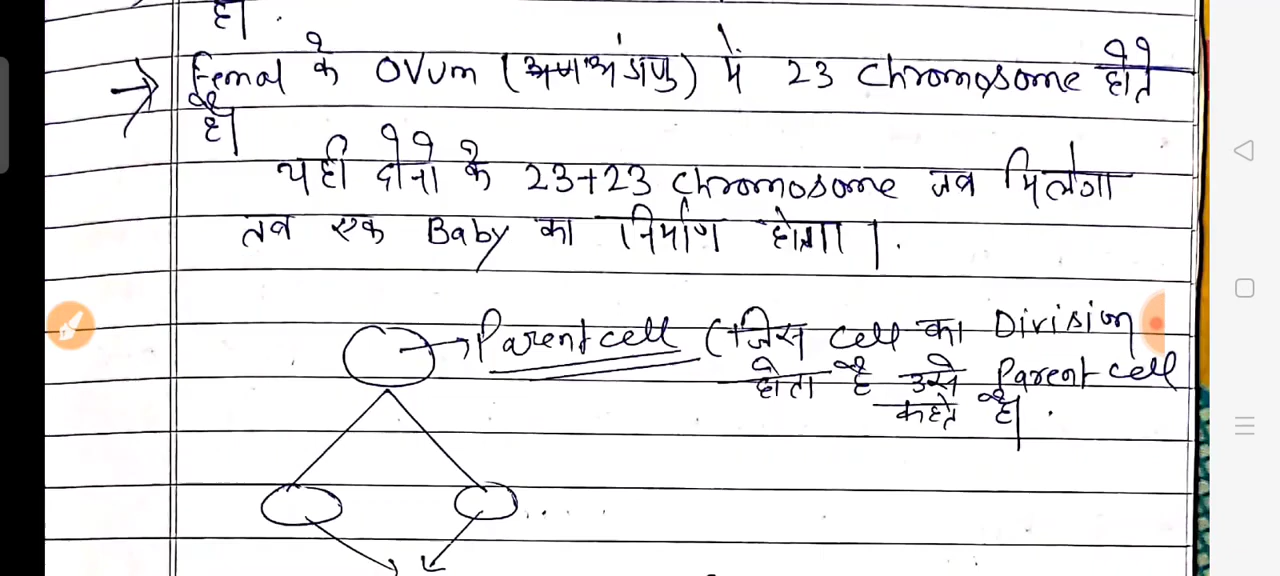 है।
Femal के Ovum (अण्डाणु) में 23 Chromosome होते
है।
यही दोनो के 23+23 Chromosome जब मिलेगा
तब एक Baby का निर्माण होगा।
Parent cell (जिस cell का Division
होता है उसे Parent cell
कहते है।